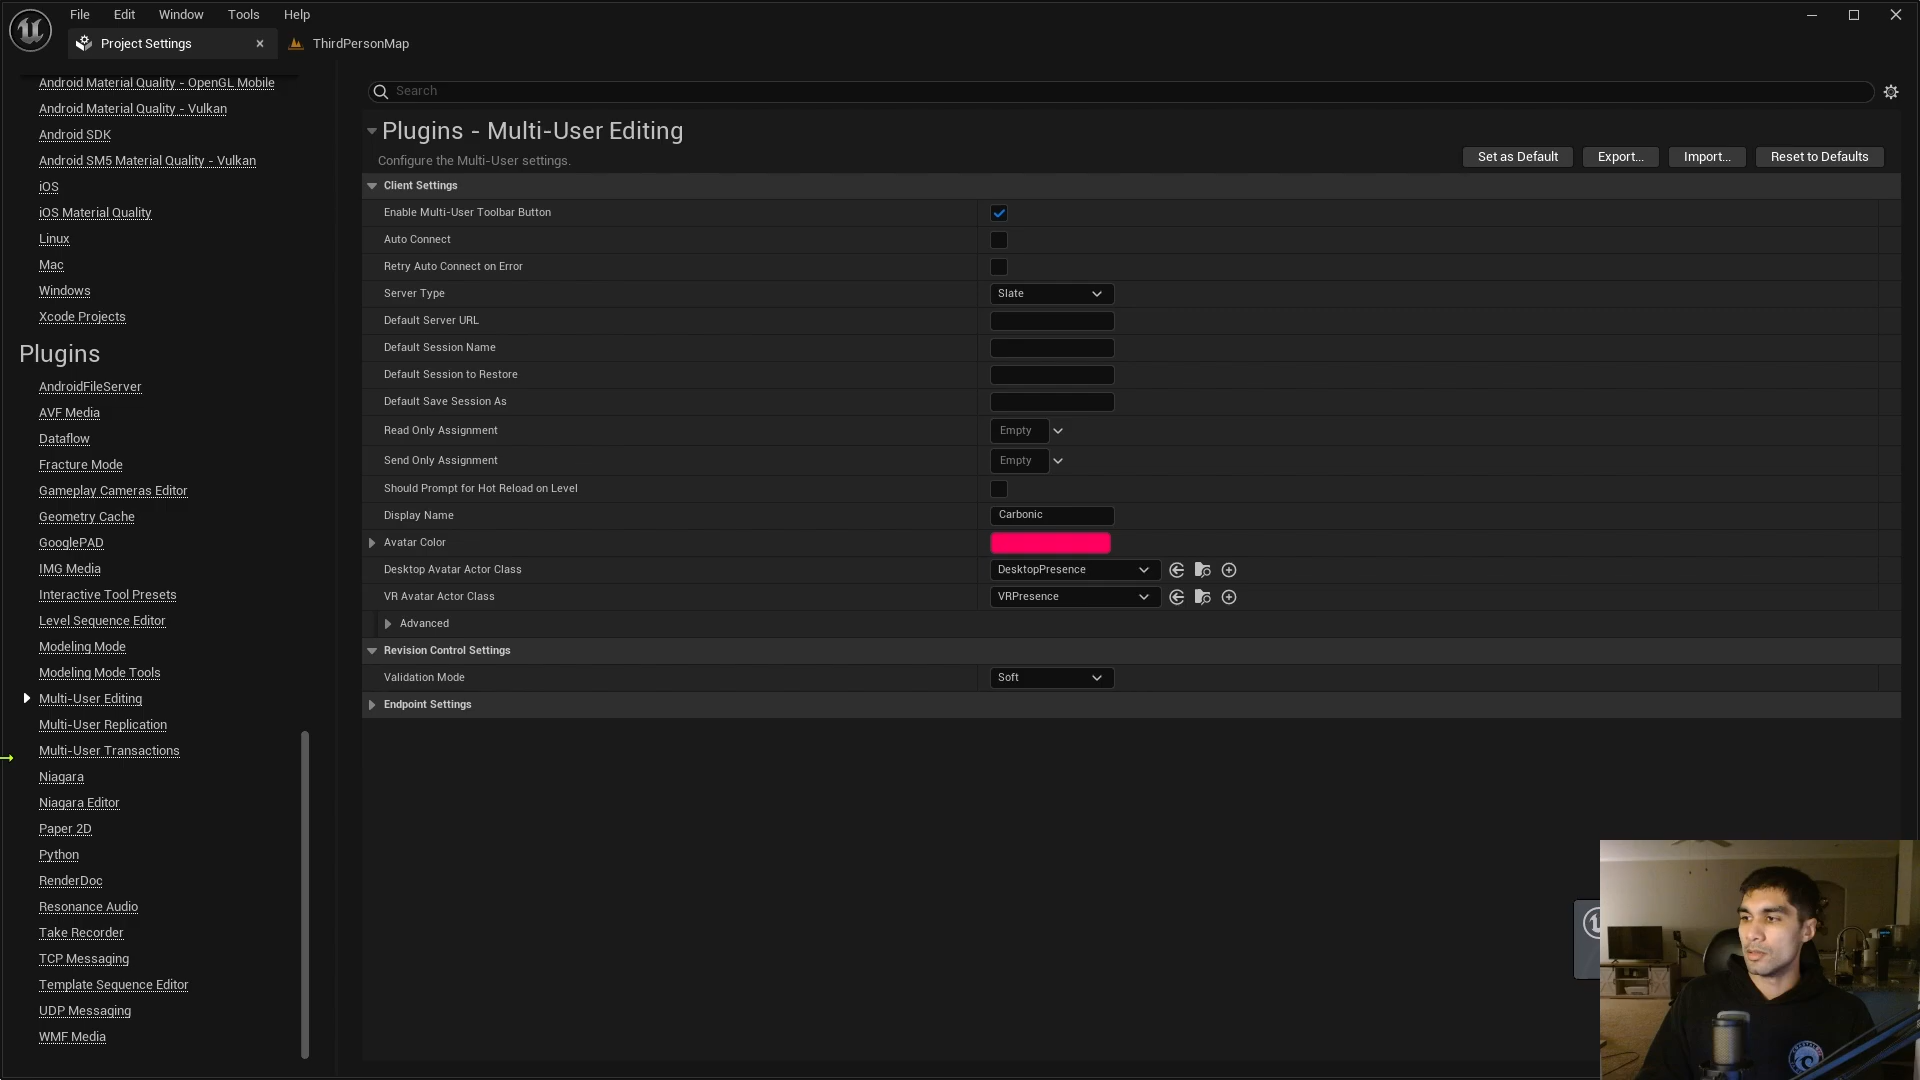 File Edit Window Tools Help
Project Settings ThirdPersonMap
Android Material Quality - OpenGL Mobile
Android Material Quality - Vulkan
Android SDK
Android SM5 Material Quality - Vulkan
iOS
iOS Material Quality
Linux
Mac
Windows
Xcode Projects
Plugins
AndroidFileServer
AVF Media
Dataflow
Fracture Mode
Gameplay Cameras Editor
Geometry Cache
GooglePAD
IMG Media
Interactive Tool Presets
Level Sequence Editor
Modeling Mode
Modeling Mode Tools
Multi-User Editing
Multi-User Replication
Multi-User Transactions
Niagara
Niagara Editor
Paper 2D
Python
RenderDoc
Resonance Audio
Take Recorder
TCP Messaging
Template Sequence Editor
UDP Messaging
WMF Media
Search
Plugins - Multi-User Editing
Configure the Multi-User settings.
Set as Default Export... Import... Reset to Defaults
Client Settings
Enable Multi-User Toolbar Button
Auto Connect
Retry Auto Connect on Error
Server Type Slate
Default Server URL
Default Session Name
Default Session to Restore
Default Save Session As
Read Only Assignment Empty
Send Only Assignment Empty
Should Prompt for Hot Reload on Level
Display Name Carbonic
Avatar Color
Desktop Avatar Actor Class DesktopPresence
VR Avatar Actor Class VRPresence
Advanced
Revision Control Settings
Validation Mode Soft
Endpoint Settings